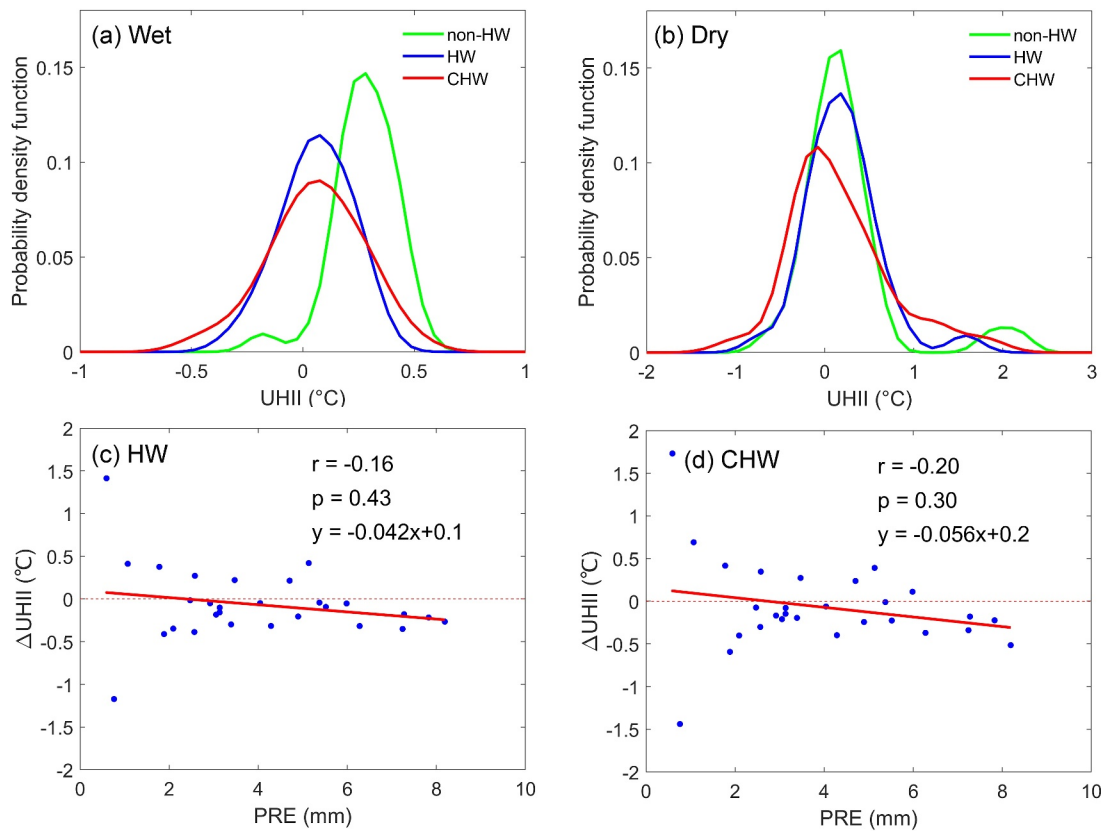 (a) Wet
non-HW
HW
CHW
Probability density function
0.15
0.1
0.05
0
-1
-0.5
0
0.5
1
UHII (°C)
(b) Dry
non-HW
HW
CHW
Probability density function
0.15
0.1
0.05
0
-2
-1
0
1
2
3
UHII (°C)
(c) HW
r = -0.16
p = 0.43
y = -0.042x+0.1
ΔUHII (℃)
2
1.5
1
0.5
0
-0.5
-1
-1.5
-2
0
2
4
6
8
10
PRE (mm)
(d) CHW
r = -0.20
p = 0.30
y = -0.056x+0.2
ΔUHII (℃)
2
1.5
1
0.5
0
-0.5
-1
-1.5
-2
0
2
4
6
8
10
PRE (mm)